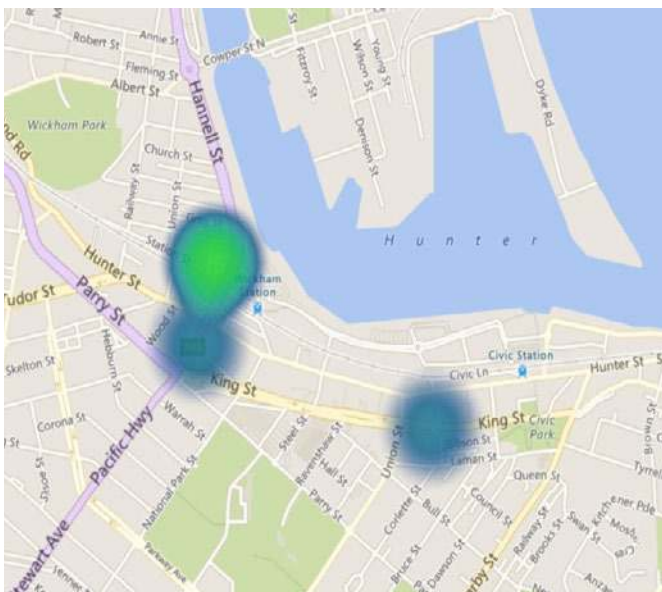 Robert St
Annie St
Fleming St
Cowper St N
Albert St
Hannell St
Fitzroy St
Young St
Wilson St
Denison St
Dyke Rd
Wickham Park
Church St
Railway St
Union St
Hunter
Hunter St
Station
Tudor St
Parry St
Wood St
Station
Skelton St
Hebburn St
Civic Station
Civic Ln
Hunter St
King St
Pacific Hwy
Corona St
Warrah St
Steel St
Ravenshaw St
Hall St
Parry St
Union St
King St
Civic
Park
Laman St
Brown St
Queen St
National Park St
Corlette St
Bull St
Council St
Railway St
Brooks St
Swan St
Bruce St
Dawson St
Stewart Ave
Parkway Ave